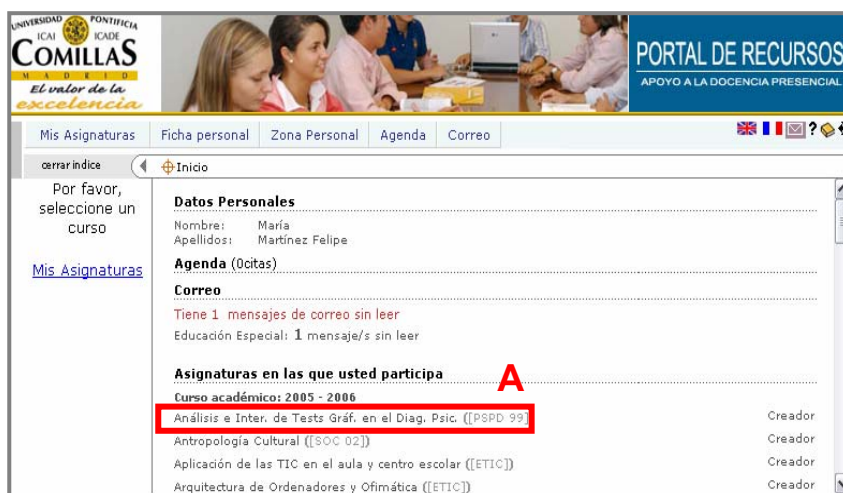 UNIVERSIDAD PONTIFICIA
ICAI ICADE
COMILLAS
MADRID
El valor de la
excelencia
PORTAL DE RECURSOS
APOYO A LA DOCENCIA PRESENCIAL
Mis Asignaturas Ficha personal Zona Personal Agenda Correo ?
cerrar indice Inicio
Por favor,
seleccione un
curso
Mis Asignaturas
Datos Personales
Nombre: María
Apellidos: Martínez Felipe
Agenda (0citas)
Correo
Tiene 1 mensajes de correo sin leer
Educación Especial: 1 mensaje/s sin leer
Asignaturas en las que usted participa
A
Curso académico: 2005 - 2006
Análisis e Inter. de Tests Gráf. en el Diag. Psic. ([PSPD 99] Creador
Antropología Cultural ([SOC 02]) Creador
Aplicación de las TIC en el aula y centro escolar ([ETIC]) Creador
Arquitectura de Ordenadores y Ofimática ([ETIC]) Creador